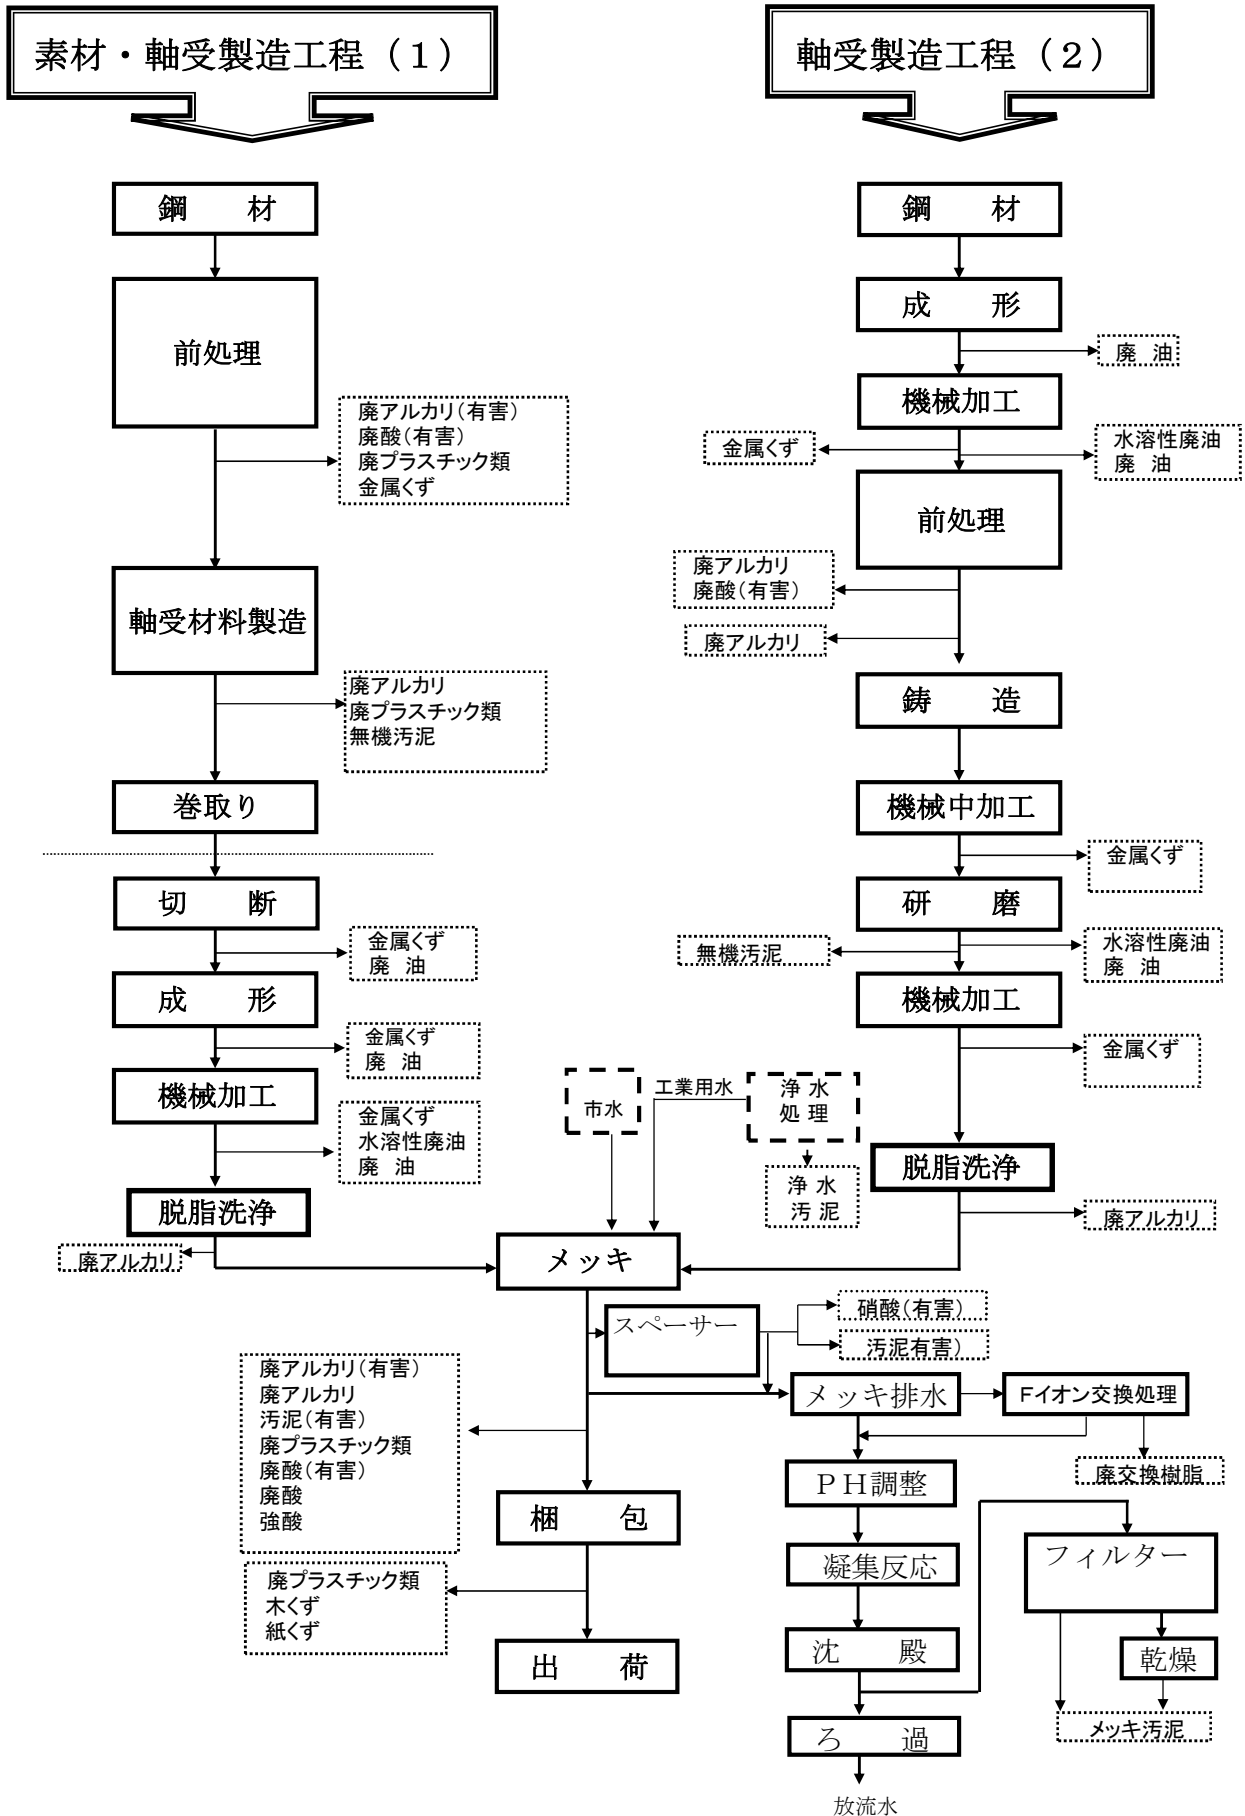 素材・軸受製造工程（１）
鋼　材
前処理
廃アルカリ（有害）
廃酸（有害）
廃プラスチック類
金属くず
軸受材料製造
廃アルカリ
廃プラスチック類
無機汚泥
巻取り
切　断
金属くず
廃 油
成　形
金属くず
廃 油
機械加工
金属くず
水溶性廃油
廃 油
脱脂洗浄
廃アルカリ
軸受製造工程（２）
鋼　材
成　形
廃 油
機械加工
金属くず
水溶性廃油
廃 油
前処理
廃アルカリ
廃酸（有害）
廃アルカリ
鋳　造
機械中加工
金属くず
研　磨
無機汚泥
水溶性廃油
廃 油
機械加工
金属くず
脱脂洗浄
廃アルカリ
市水
工業用水
浄 水
処 理
浄 水
汚 泥
メッキ
スペーサー
硝酸（有害）
汚泥有害）
廃アルカリ（有害）
廃アルカリ
汚泥（有害）
廃プラスチック類
廃酸（有害）
廃酸
強酸
梱　包
廃プラスチック類
木くず
紙くず
出　荷
メッキ排水
Ｆイオン交換処理
廃交換樹脂
ＰＨ調整
凝集反応
沈　殿
ろ　過
放流水
フィルター
乾燥
メッキ汚泥